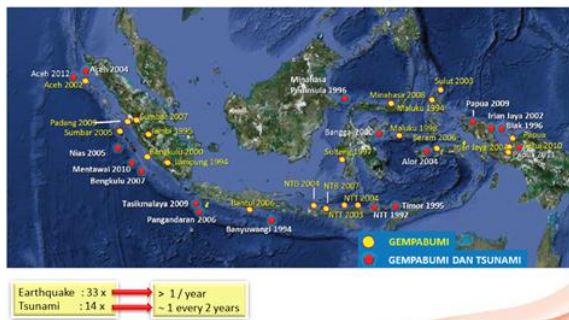 Aceh 2012
Aceh 2004
Aceh 2002
Padang 2009
Sumbar 2007
Sumbar 2005
Jambi 1995
Nias 2005
Mentawai 2010
Bengkulu 2000
Lampung 1994
Bengkulu 2007
Tasikmalaya 2009
Pangandaran 2006
Bantul 2006
Banyuwangi 1994
NTB 2004
NTB 2007
NTT 2003
NTT 2004
NTT 1992
Timor 1995
Alor 2004
Minahasa
Peninsula 1996
Minahasa 2008
Sulut 2003
Maluku 1994
Banggai 2000
Maluku 1998
Sulteng 1997
Seram 2006
Papua 2009
Irian Jaya 2002
Biak 1996
Papua
GEMPABUMI
GEMPABUMI DAN TSUNAMI
Earthquake : 33 x
> 1 / year
Tsunami : 14 x
~ 1 every 2 years